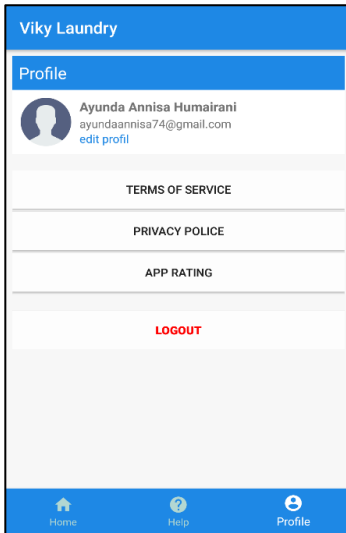 Viky Laundry
Profile
Ayunda Annisa Humairani
ayundaannisa74@gmail.com
edit profil
TERMS OF SERVICE
PRIVACY POLICE
APP RATING
LOGOUT
Home
Help
Profile